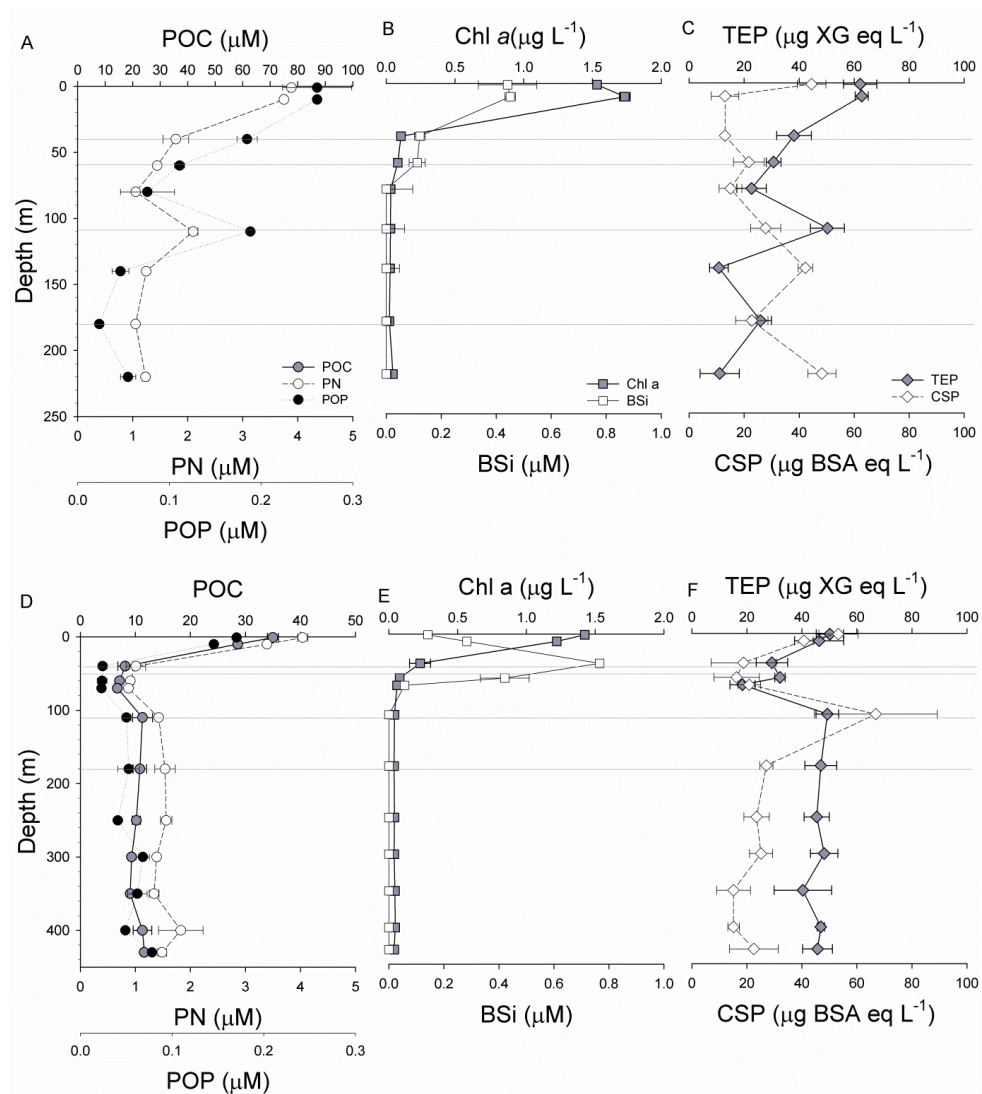 A
POC (μM)
0 10 20 30 40 50 60 70 80 90 100
0
50
100
150
200
250
Depth (m)
POC
PN
POP
0 1 2 3 4 5
PN (μM)
0.0 0.1 0.2 0.3
POP (μM)
B
Chl a(μg L-1)
0.0 0.5 1.0 1.5 2.0
Chl a
BSi
0.0 0.2 0.4 0.6 0.8 1.0
BSi (μM)
C
TEP (μg XG eq L-1)
0 20 40 60 80 100
TEP
CSP
0 20 40 60 80 100
CSP (μg BSA eq L-1)
D
POC
0 10 20 30 40 50
0
100
200
300
400
Depth (m)
0 1 2 3 4 5
PN (μM)
0.0 0.1 0.2 0.3
POP (μM)
E
Chl a (μg L-1)
0.0 0.5 1.0 1.5 2.0
0.0 0.2 0.4 0.6 0.8 1.0
BSi (μM)
F
TEP (μg XG eq L-1)
0 20 40 60 80 100
0 20 40 60 80 100
CSP (μg BSA eq L-1)